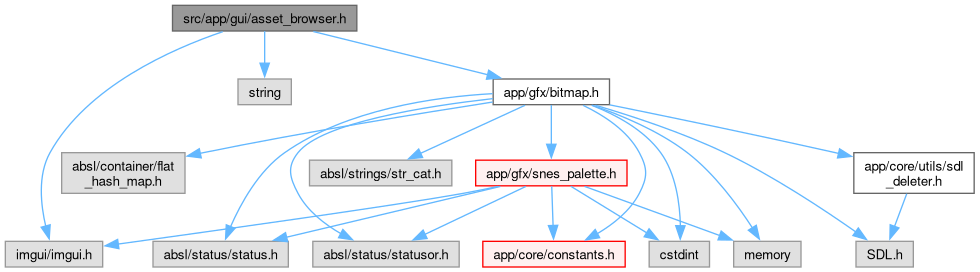 src/app/gui/asset_browser.h
string
app/gfx/bitmap.h
absl/container/flat
_hash_map.h
absl/strings/str_cat.h
app/gfx/snes_palette.h
app/core/utils/sdl
_deleter.h
imgui/imgui.h
absl/status/status.h
absl/status/statusor.h
app/core/constants.h
cstdint
memory
SDL.h